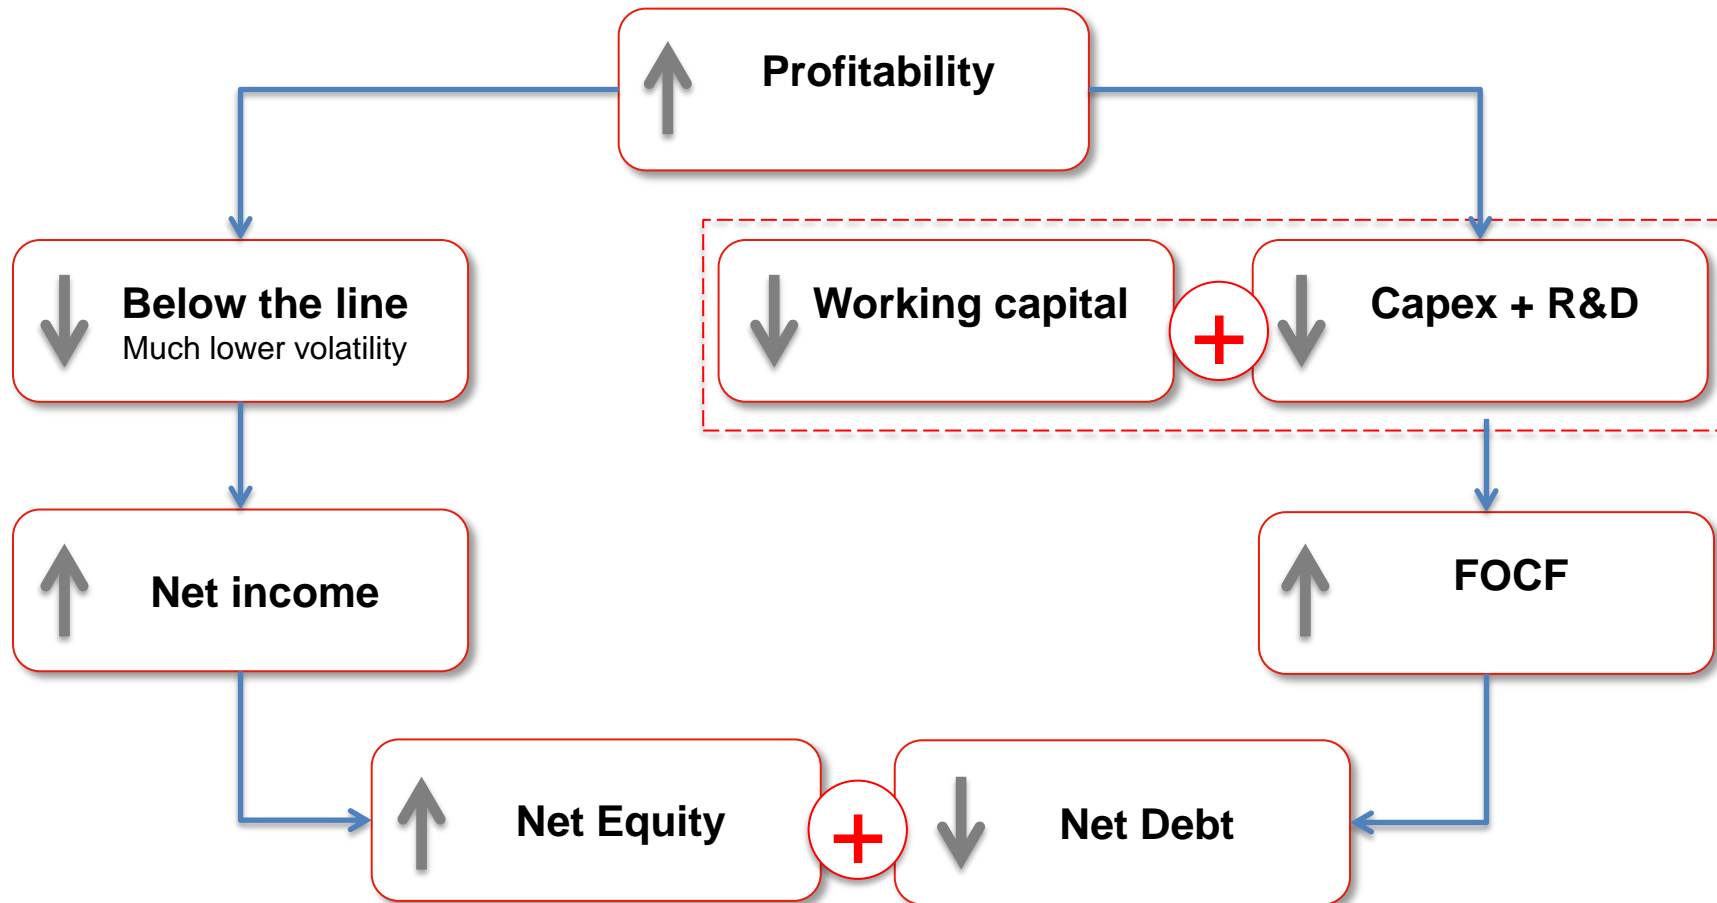 Profitability
Below the line
Much lower volatility
Working capital
+
Capex + R&D
Net income
FOCF
Net Equity
+
Net Debt